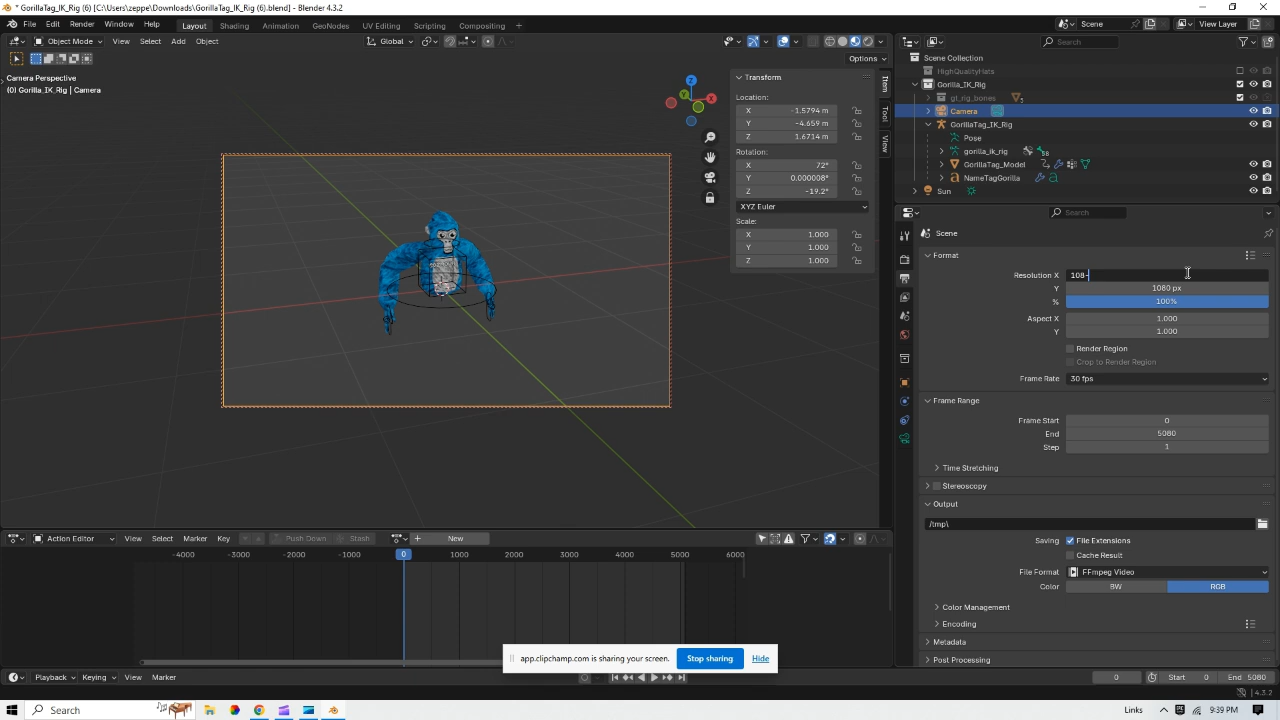 * GorillaTag_IK_Rig (6) [C:\Users\zeppe\Downloads\GorillaTag_IK_Rig (6).blend] - Blender 4.3.2
File Edit Render Window Help Layout Modeling Animation GeoNodes UV Editing Scripting Compositing Scene View Layer
Object Mode View Select Add Object Global Search
Options
Camera Perspective
(0) Gorilla_IK_Rig | Camera
Z
Y
X
Transform
Location:
X -1.5794 m
Y -4.659 m
Z 1.6714 m
Rotation:
X 72°
Y 0.000008°
Z -19.2°
XYZ Euler
Scale:
X 1.000
Y 1.000
Z 1.000
Item
Tool
View
Scene Collection
HighQualityHats
Gorilla_IK_Rig
gt_rig_bones
Camera
GorillaTag_IK_Rig
Pose
gorilla_ik_rig
GorillaTag_Model
NameTagGorilla
Sun
Search
Scene
Format
Resolution X 108-
Y 1080 px
% 100%
Aspect X 1.000
Y 1.000
Render Region
Crop to Render Region
Frame Rate 30 fps
Frame Range
Frame Start 0
End 5080
Step 1
Time Stretching
Stereoscopy
Output
/tmp\
Saving File Extensions
Cache Result
File Format FFmpeg Video
Color BW RGB
Color Management
Encoding
Metadata
Post Processing
Action Editor View Select Marker Channel Key Push Down Stash New
-4000 -3000 -2000 -1000 0 1000 2000 3000 4000 5000 6000
app.clipchamp.com is sharing your screen. Stop sharing Hide
Playback Keying View Marker 0 Start 0 End 5080
4.3.2
Search Links 9:39 PM